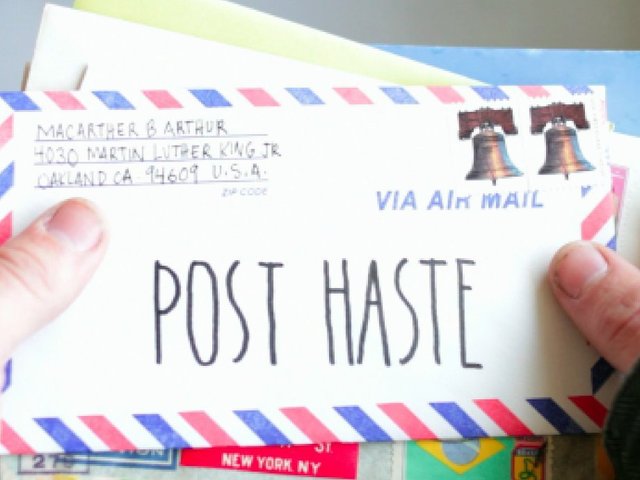 MACARTHER B ARTHUR
4030 MARTIN LUTHER KING JR
OAKLAND CA 94609 U.S.A.
ZIP CODE
VIA AIR MAIL
POST HASTE
ST.
NEW YORK, NY